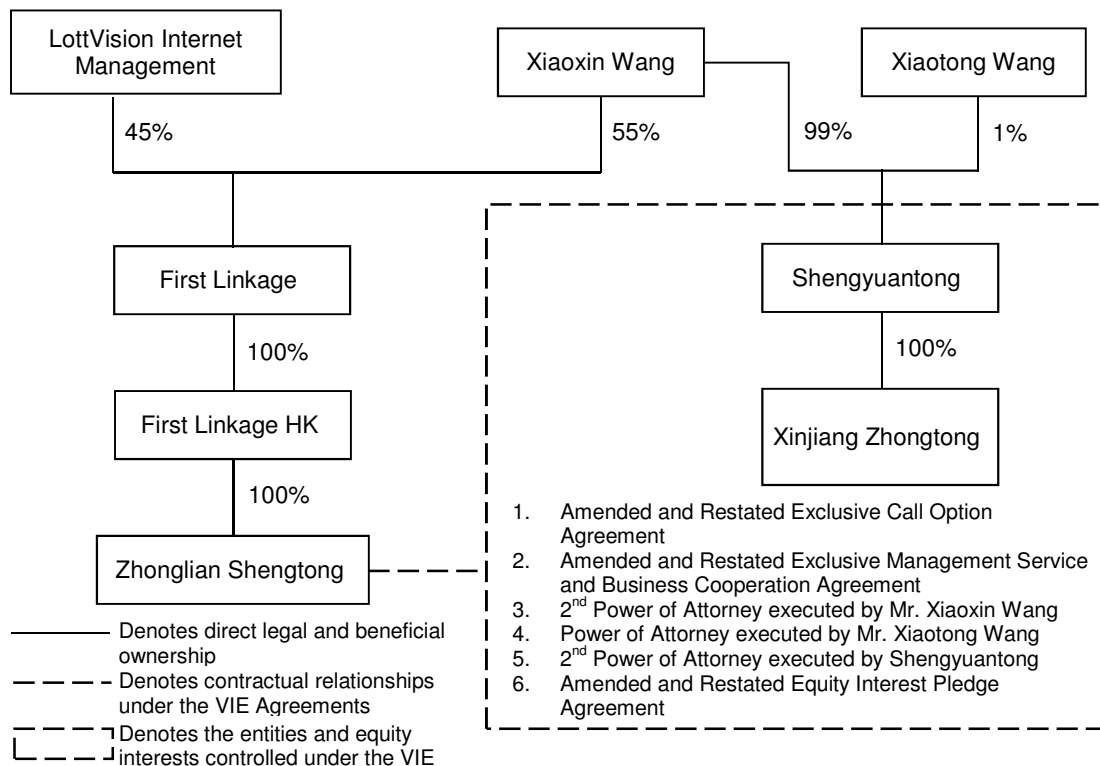 LottVision Internet
Management
Xiaoxin Wang
Xiaotong Wang
45%
55%
99%
1%
First Linkage
Shengyuantong
100%
100%
First Linkage HK
Xinjiang Zhongtong
100%
Zhonglian Shengtong
1. Amended and Restated Exclusive Call Option
Agreement
2. Amended and Restated Exclusive Management Service
and Business Cooperation Agreement
3. 2nd Power of Attorney executed by Mr. Xiaoxin Wang
4. Power of Attorney executed by Mr. Xiaotong Wang
5. 2nd Power of Attorney executed by Shengyuantong
6. Amended and Restated Equity Interest Pledge
Agreement
Denotes direct legal and beneficial
ownership
Denotes contractual relationships
under the VIE Agreements
Denotes the entities and equity
interests controlled under the VIE